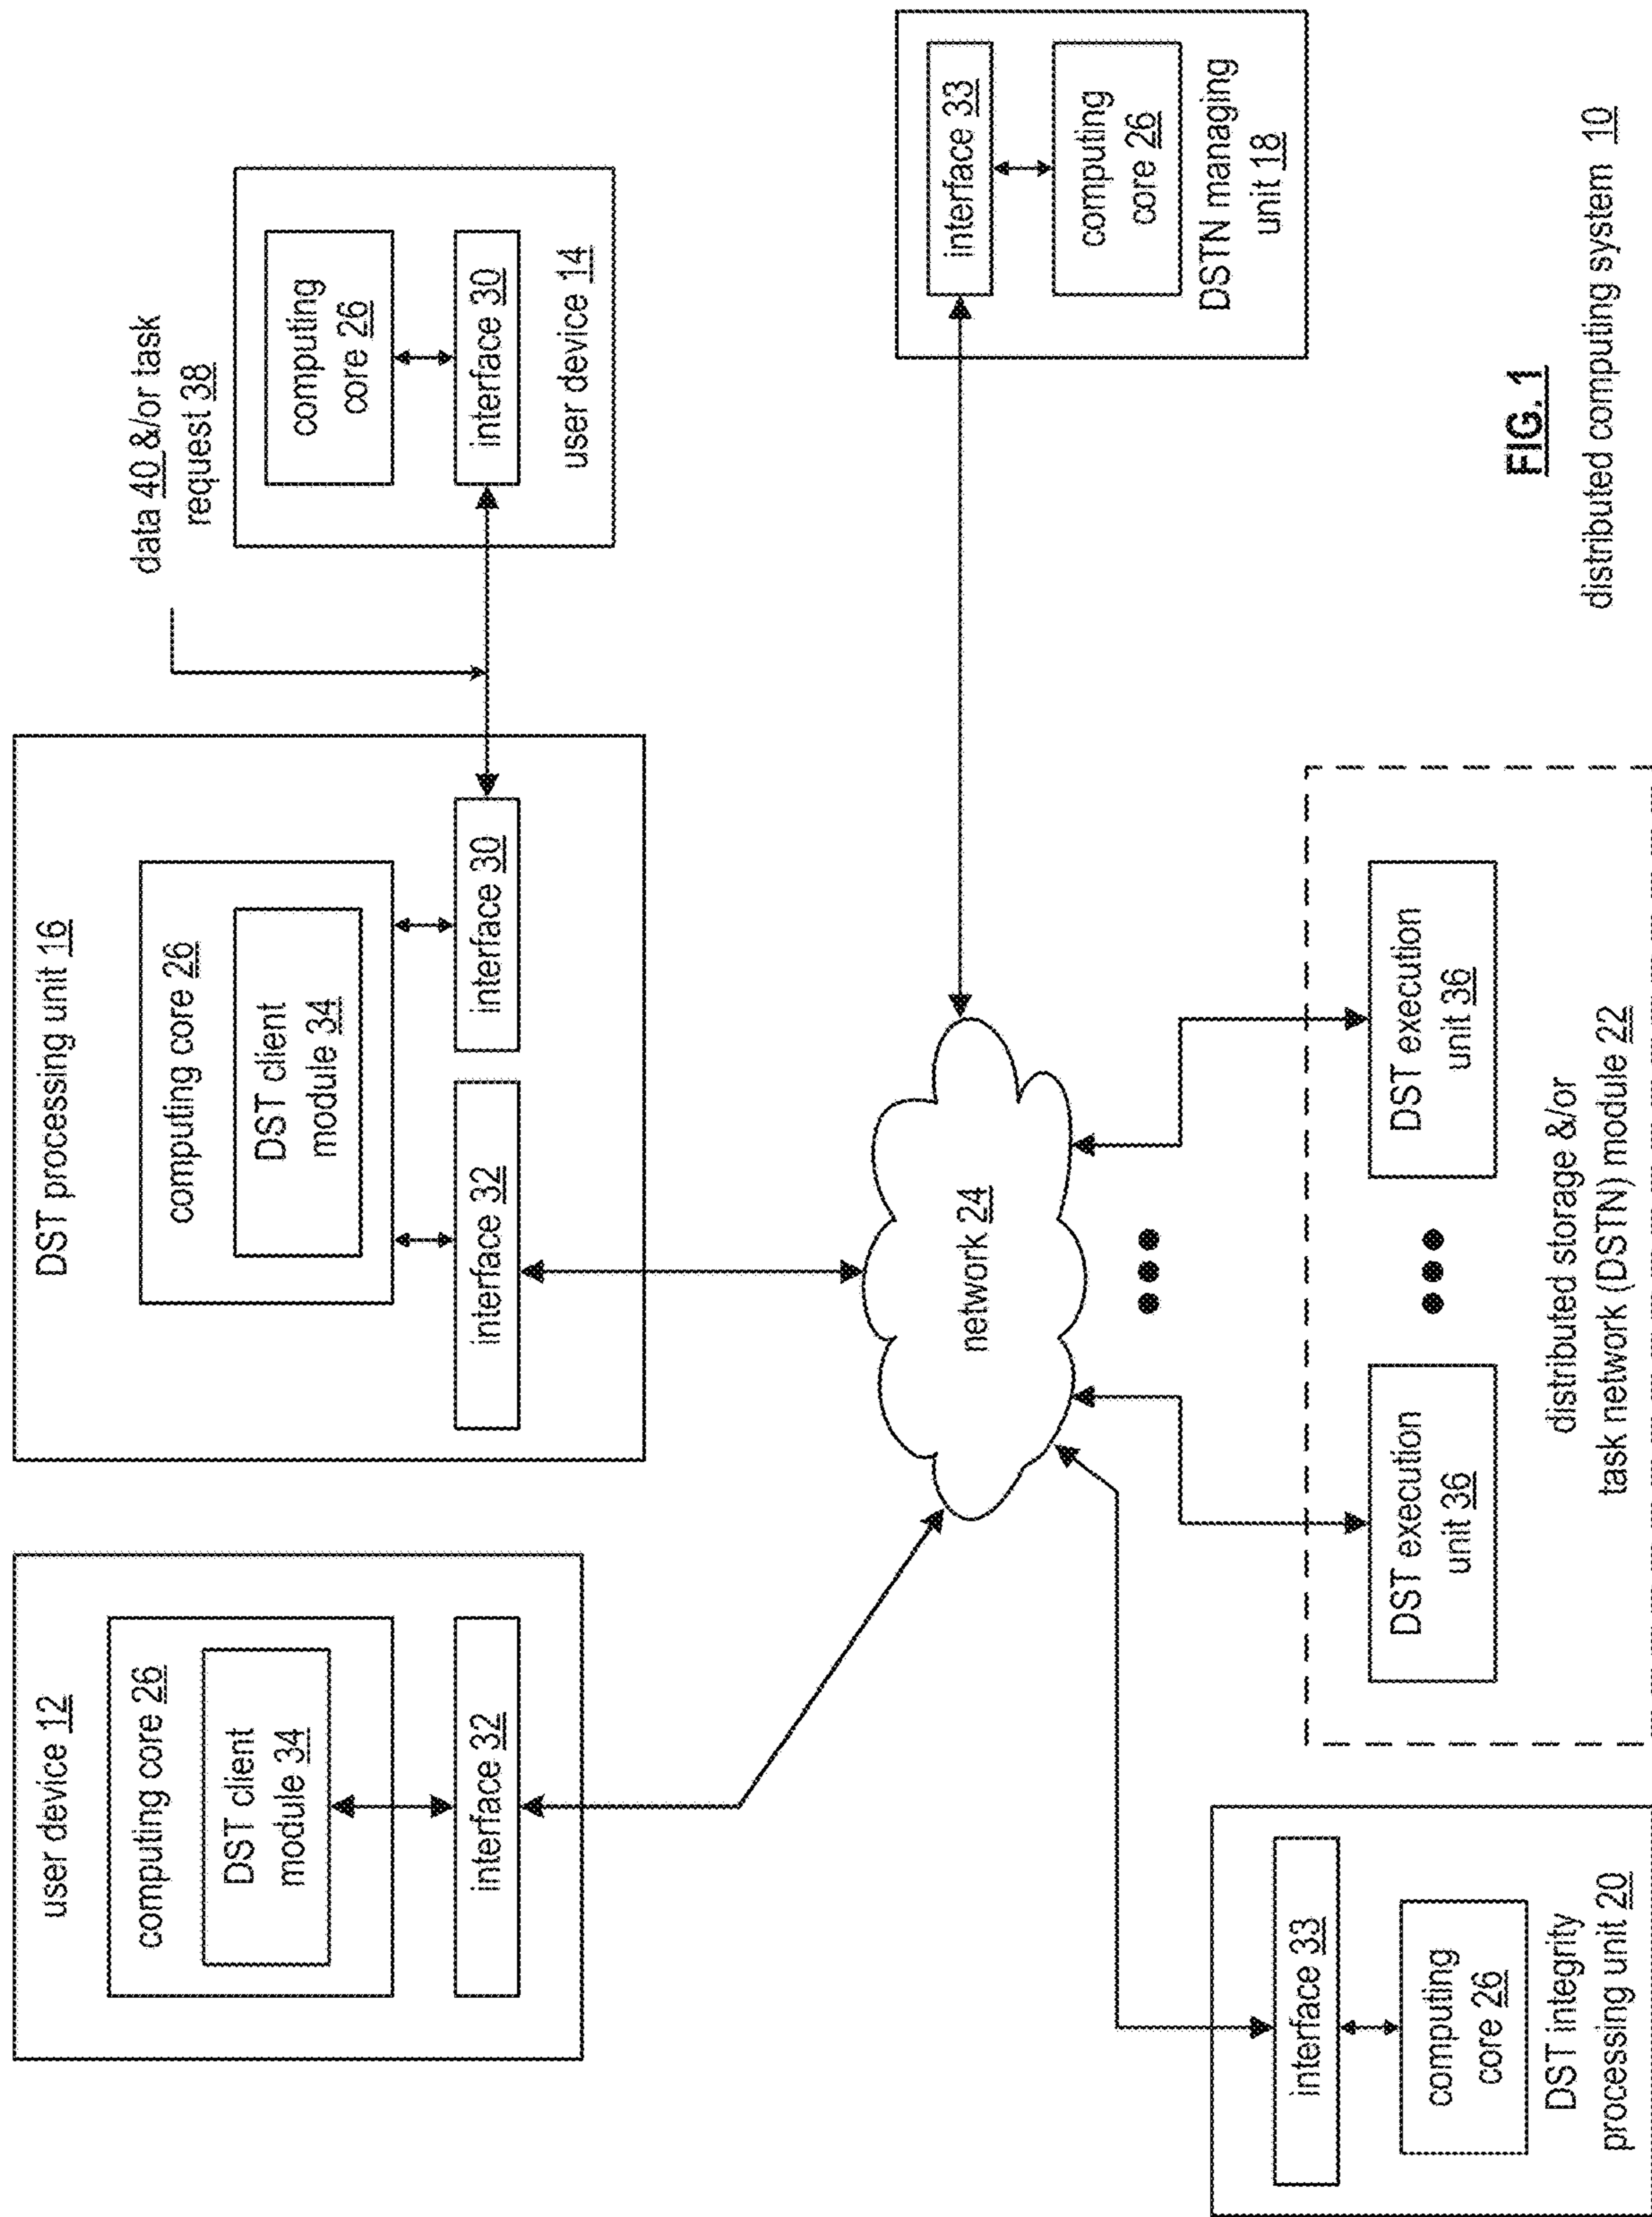 user device 12
computing core 26
DST client
module 34
interface 32
DST processing unit 16
computing core 26
DST client
module 34
interface 32
interface 30
data 40 &/or task
request 38
computing
core 26
interface 30
user device 14
network 24
interface 33
computing
core 26
DSTN managing
unit 18
interface 33
computing
core 26
DST integrity
processing unit 20
DST execution
unit 36
DST execution
unit 36
distributed storage &/or
task network (DSTN) module 22
FIG. 1
distributed computing system 10